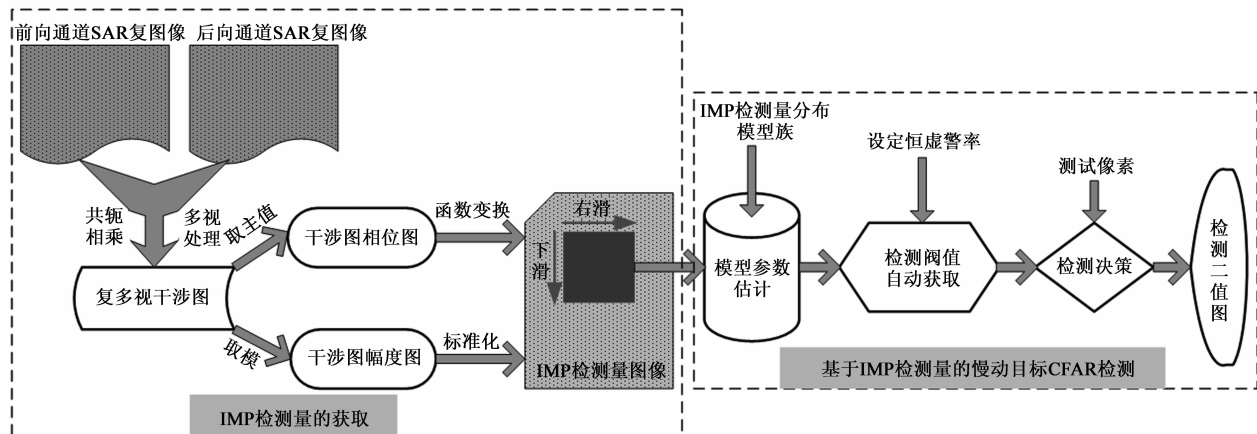 前向通道SAR复图像
后向通道SAR复图像
共轭
相乘
多视
处理
取主值
干涉图相位图
函数变换
右滑
下
滑
复多视干涉图
取模
干涉图幅度图
标准化
IMP检测量图像
IMP检测量的获取
IMP检测量分布
模型族
设定恒虚警率
测试像素
模型参数
估计
检测阀值
自动获取
检测决策
检
测
二
值
图
基于IMP检测量的慢动目标CFAR检测